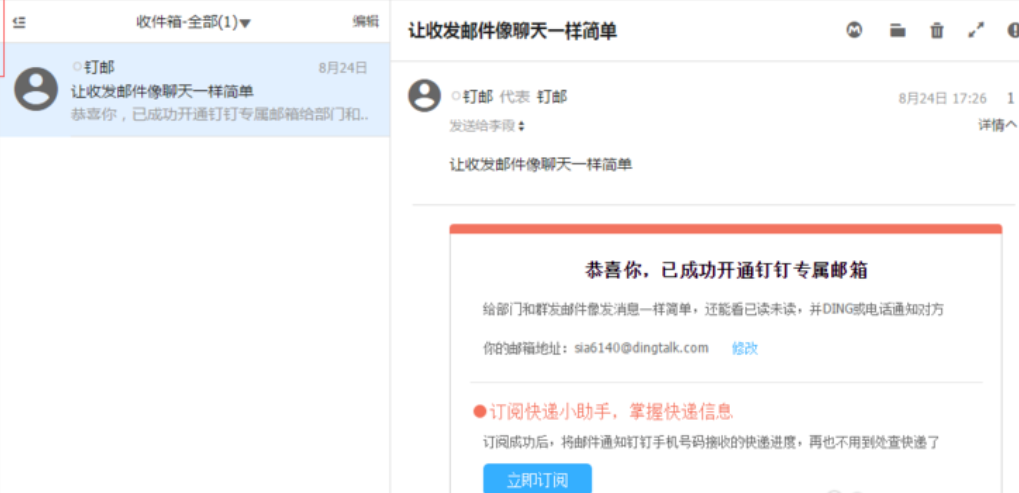 收件箱-全部(1)▼
编辑
钉邮
8月24日
让收发邮件像聊天一样简单
恭喜你，已成功开通钉钉专属邮箱给部门和..
让收发邮件像聊天一样简单
钉邮 代表 钉邮
8月24日 17:26
1
发送给李霞
详情
让收发邮件像聊天一样简单
恭喜你，已成功开通钉钉专属邮箱
给部门和群发邮件像发消息一样简单，还能看已读未读，并DING或电话通知对方
你的邮箱地址：sia6140@dingtalk.com 修改
订阅快递小助手，掌握快递信息
订阅成功后，将邮件通知钉钉手机号码接收的快递进度，再也不用到处查快递了
立即订阅